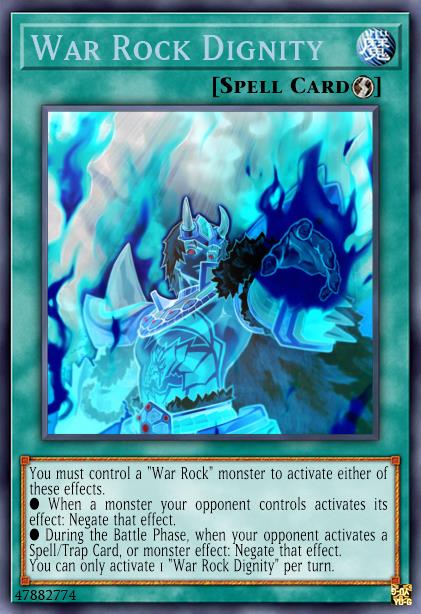 War Rock Dignity
魔
[Spell Card]
You must control a "War Rock" monster to activate either of
these effects.
● When a monster your opponent controls activates its
effect: Negate that effect.
● During the Battle Phase, when your opponent activates a
Spell/Trap Card, or monster effect: Negate that effect.
You can only activate 1 "War Rock Dignity" per turn.
47882774